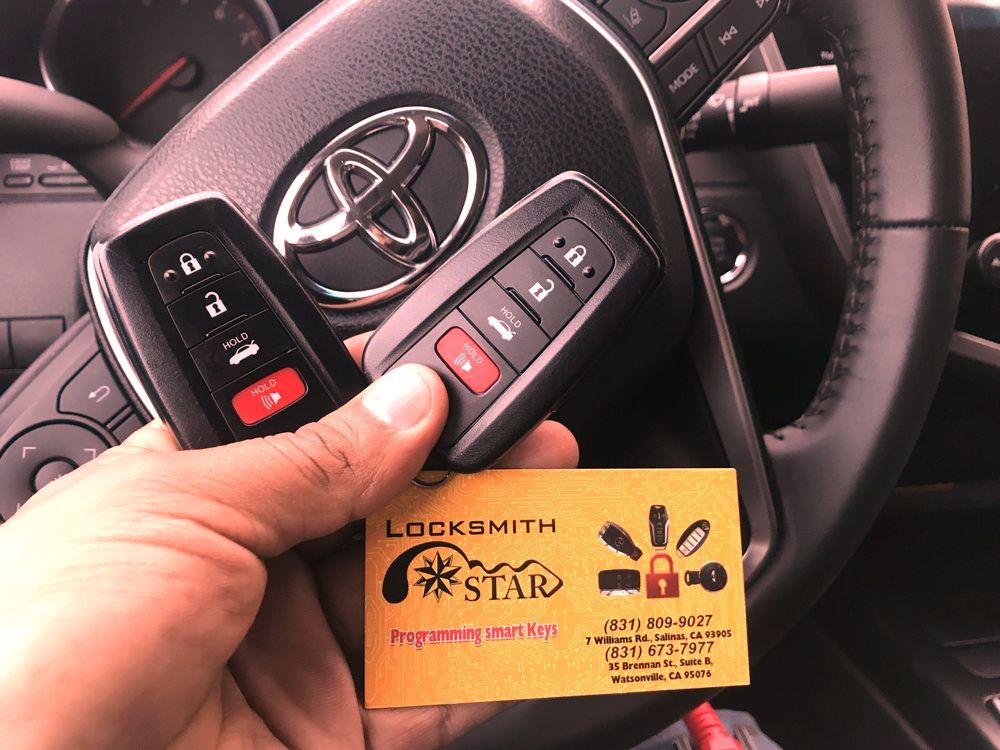 MODE
HOLD
HOLD
HOLD
HOLD
LOCKSMITH
STAR
Programming smart Keys
(831) 809-9027
7 Williams Rd., Salinas, CA 93905
(831) 673-7977
35 Brennan St., Suite B,
Watsonville, CA 95076